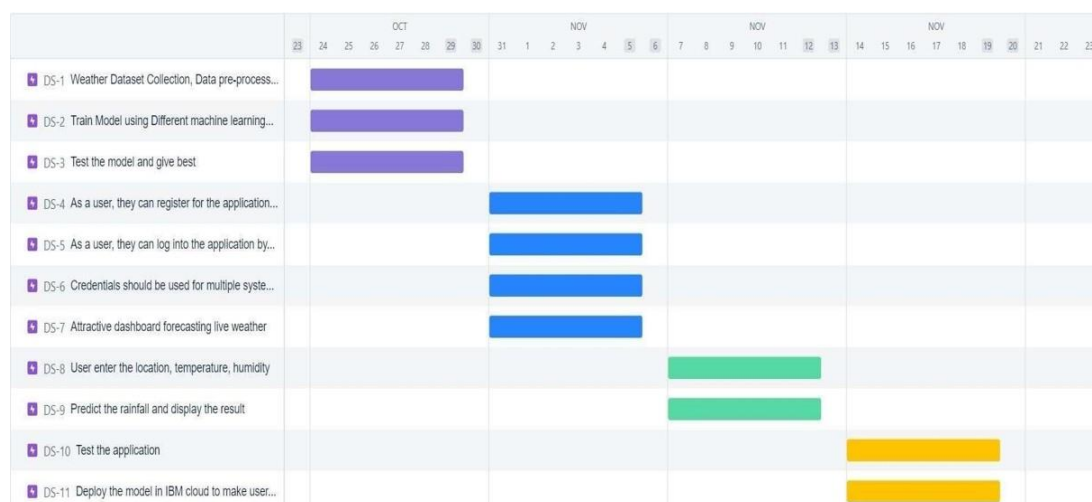 OCT NOV NOV NOV
23 24 25 26 27 28 29 30 31 1 2 3 4 5 6 7 8 9 10 11 12 13 14 15 16 17 18 19 20 21 22 23
DS-1 Weather Dataset Collection, Data pre-process...
DS-2 Train Model using Different machine learning...
DS-3 Test the model and give best
DS-4 As a user, they can register for the application...
DS-5 As a user, they can log into the application by...
DS-6 Credentials should be used for multiple syste...
DS-7 Attractive dashboard forecasting live weather
DS-8 User enter the location, temperature, humidity
DS-9 Predict the rainfall and display the result
DS-10 Test the application
DS-11 Deploy the model in IBM cloud to make user...